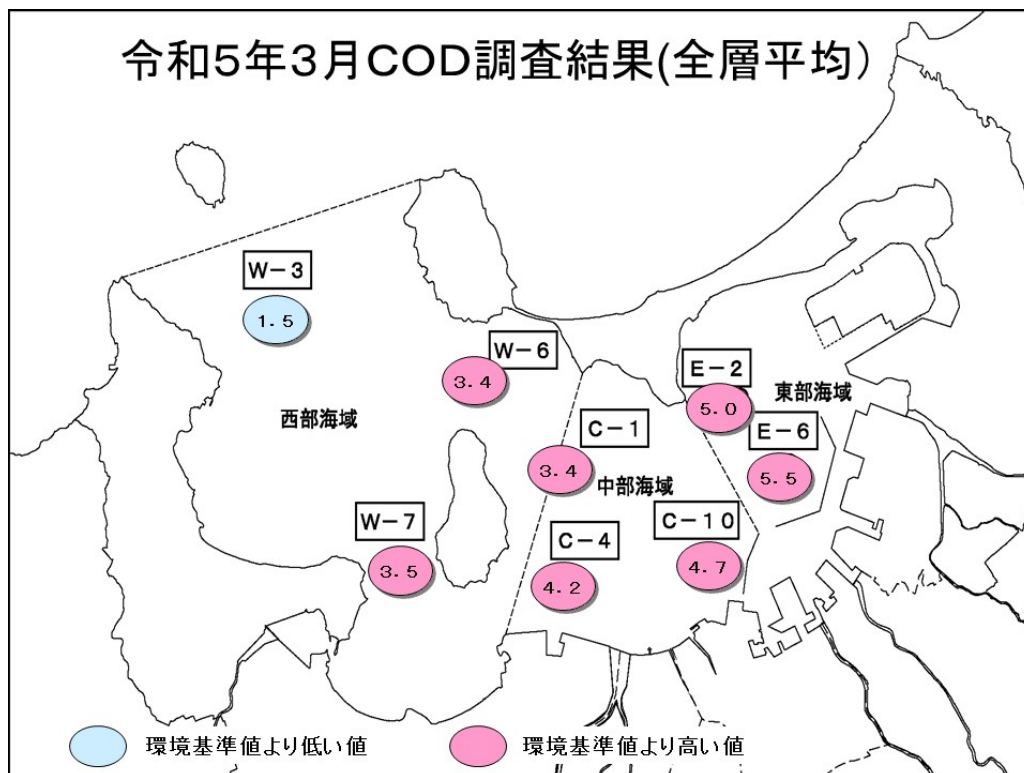 令和5年3月COD調査結果(全層平均)
W-3
1.5
W-6
3.4
E-2
5.0
東部海域
西部海域
C-1
3.4
E-6
5.5
中部海域
W-7
3.5
C-4
4.2
C-10
4.7
環境基準値より低い値
環境基準値より高い値